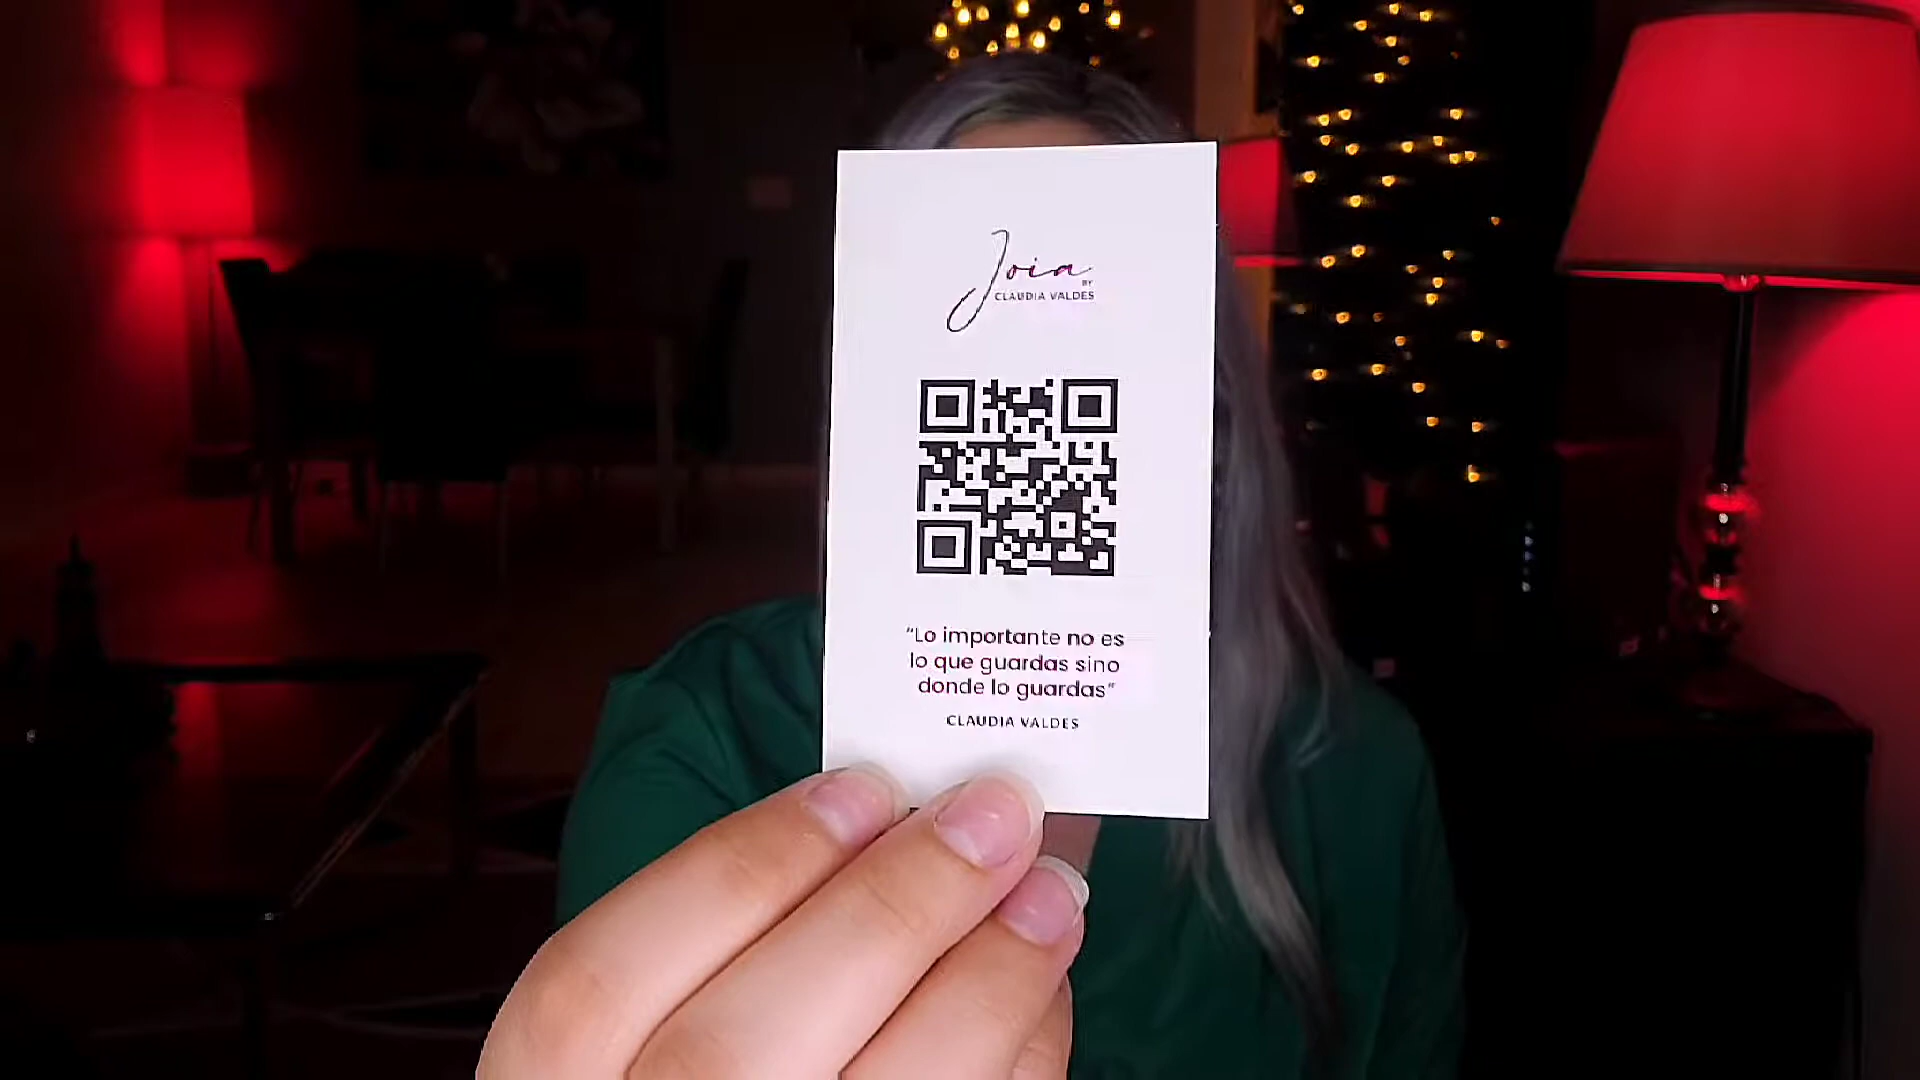 Joia
BY
CLAUDIA VALDES
“Lo importante no es
lo que guardas sino
donde lo guardas”
CLAUDIA VALDES